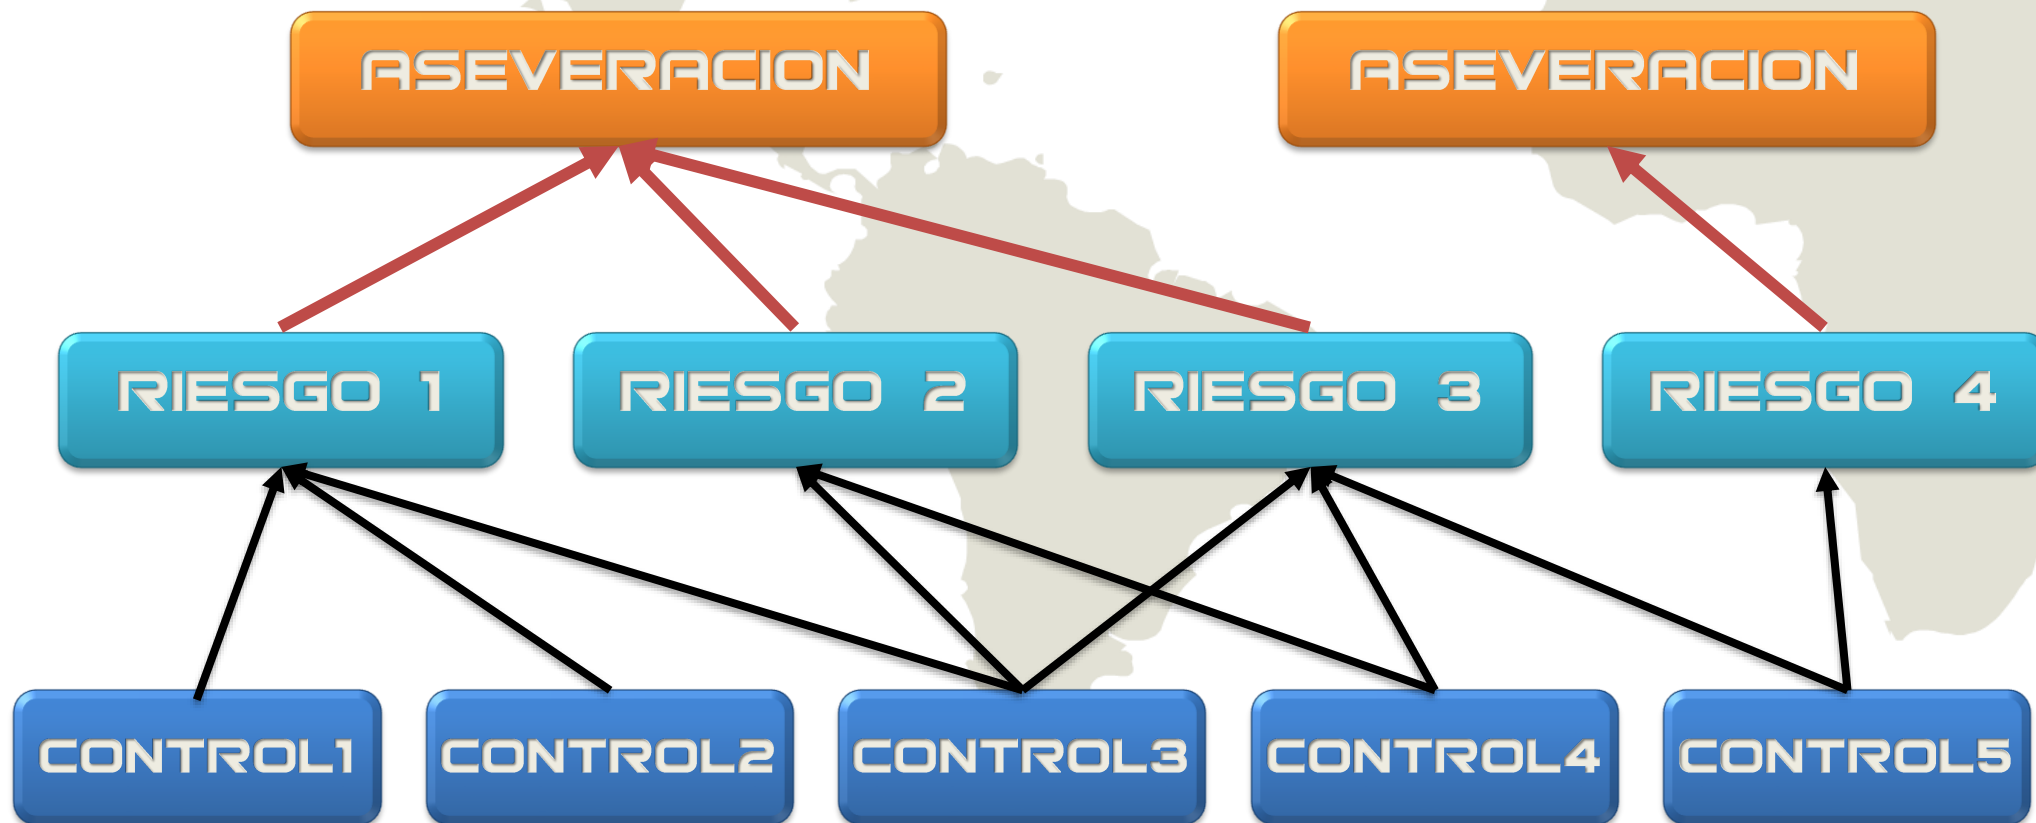 ASEVERACION
ASEVERACION
RIESGO 1
RIESGO 2
RIESGO 3
RIESGO 4
CONTROL1
CONTROL2
CONTROL3
CONTROL4
CONTROL5